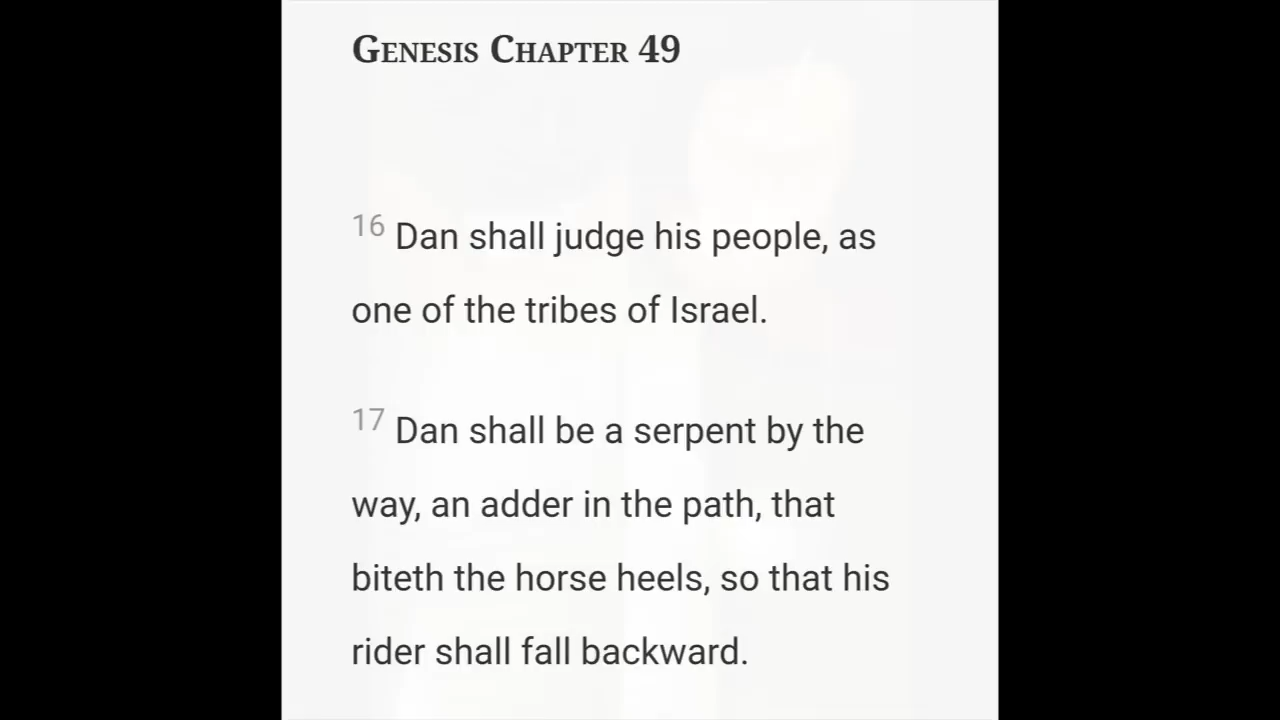 Genesis Chapter 49
16 Dan shall judge his people, as
one of the tribes of Israel.
17 Dan shall be a serpent by the
way, an adder in the path, that
biteth the horse heels, so that his
rider shall fall backward.